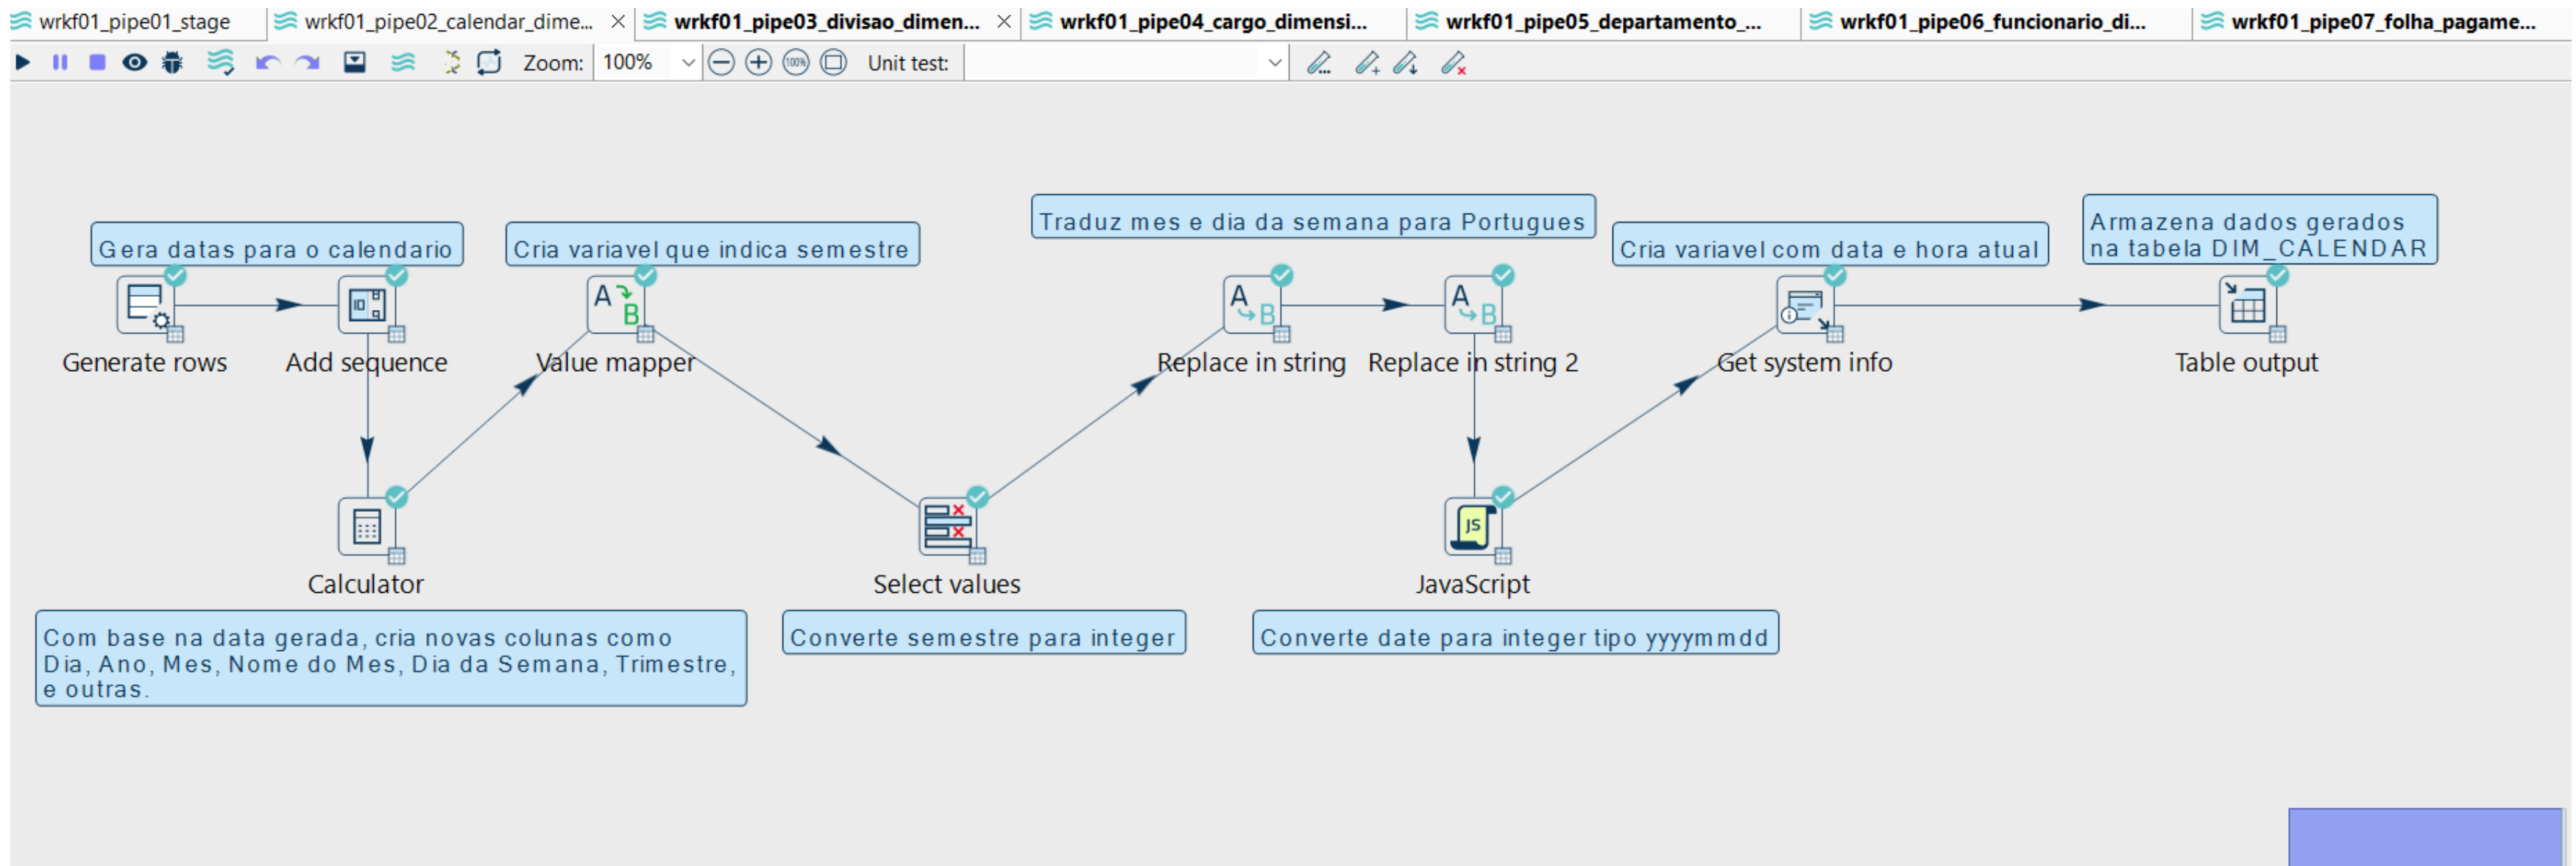 wrkf01_pipe01_stage
wrkf01_pipe02_calendar_dime...
wrkf01_pipe03_divisao_dimen...
wrkf01_pipe04_cargo_dimensi...
wrkf01_pipe05_departamento_...
wrkf01_pipe06_funcionario_di...
wrkf01_pipe07_folha_pagame...
Zoom: 100% 100% Unit test:
Gera datas para o calendario
Cria variavel que indica semestre
Traduz mes e dia da semana para Portugues
Cria variavel com data e hora atual
Armazena dados gerados
na tabela DIM_CALENDAR
ID
A B
A B
A B
Generate rows
Add sequence
Value mapper
Replace in string
Replace in string 2
Get system info
Table output
JS
Calculator
Select values
JavaScript
Com base na data gerada, cria novas colunas como
Dia, Ano, Mes, Nome do Mes, Dia da Semana, Trimestre,
e outras.
Converte semestre para integer
Converte date para integer tipo yyyymmdd